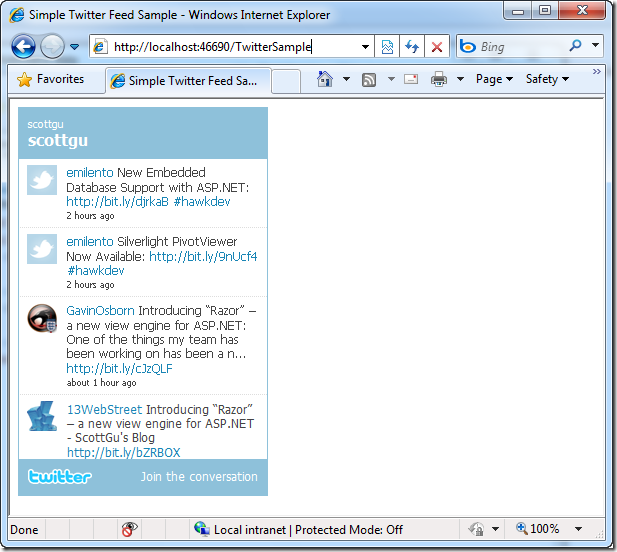 Simple Twitter Feed Sample - Windows Internet Explorer
http://localhost:46690/TwitterSample
Bing
Favorites
Simple Twitter Feed Sa...
Page
Safety
»
scottgu
scottgu
emilento New Embedded
Database Support with ASP.NET:
http://bit.ly/djrkaB #hawkdev
2 hours ago
emilento Silverlight PivotViewer
Now Available: http://bit.ly/9nUcf4
#hawkdev
2 hours ago
GavinOsborn Introducing “Razor” –
a new view engine for ASP.NET:
One of the things my team has
been working on has been a n...
http://bit.ly/cJzQLF
about 1 hour ago
13WebStreet Introducing “Razor”
– a new view engine for ASP.NET
- ScottGu's Blog
http://bit.ly/bZRBOX
twitter
Join the conversation
Done
Local intranet | Protected Mode: Off
100%